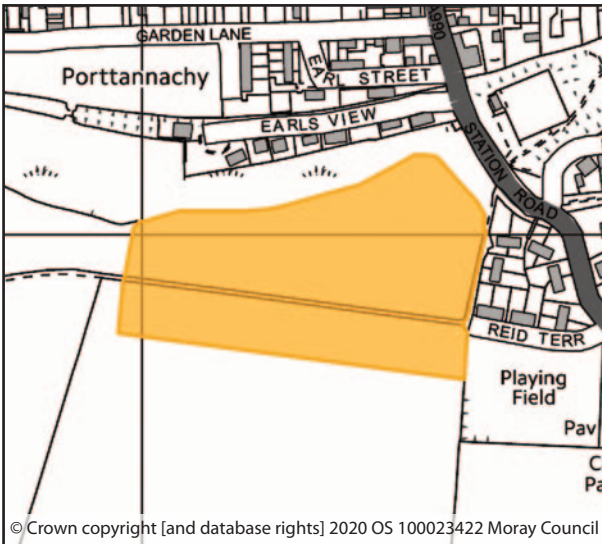 GARDEN LANE
A990
Porttannachy
EARL STREET
EARLS VIEW
STATION ROAD
REID TERR
Playing
Field
Pav
C
Pa
© Crown copyright [and database rights] 2020 OS 100023422 Moray Council